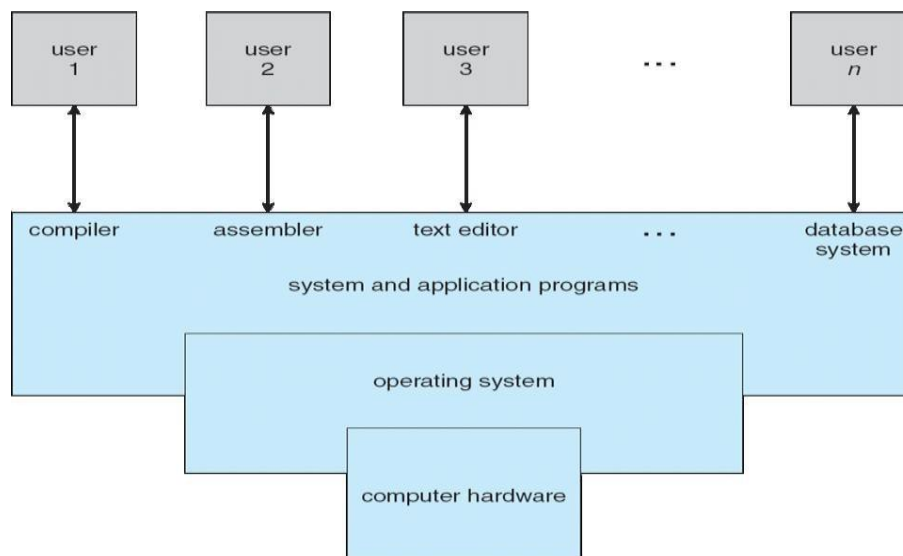 user
1
user
2
user
3
...
user
n
compiler
assembler
text editor
...
database
system
system and application programs
operating system
computer hardware